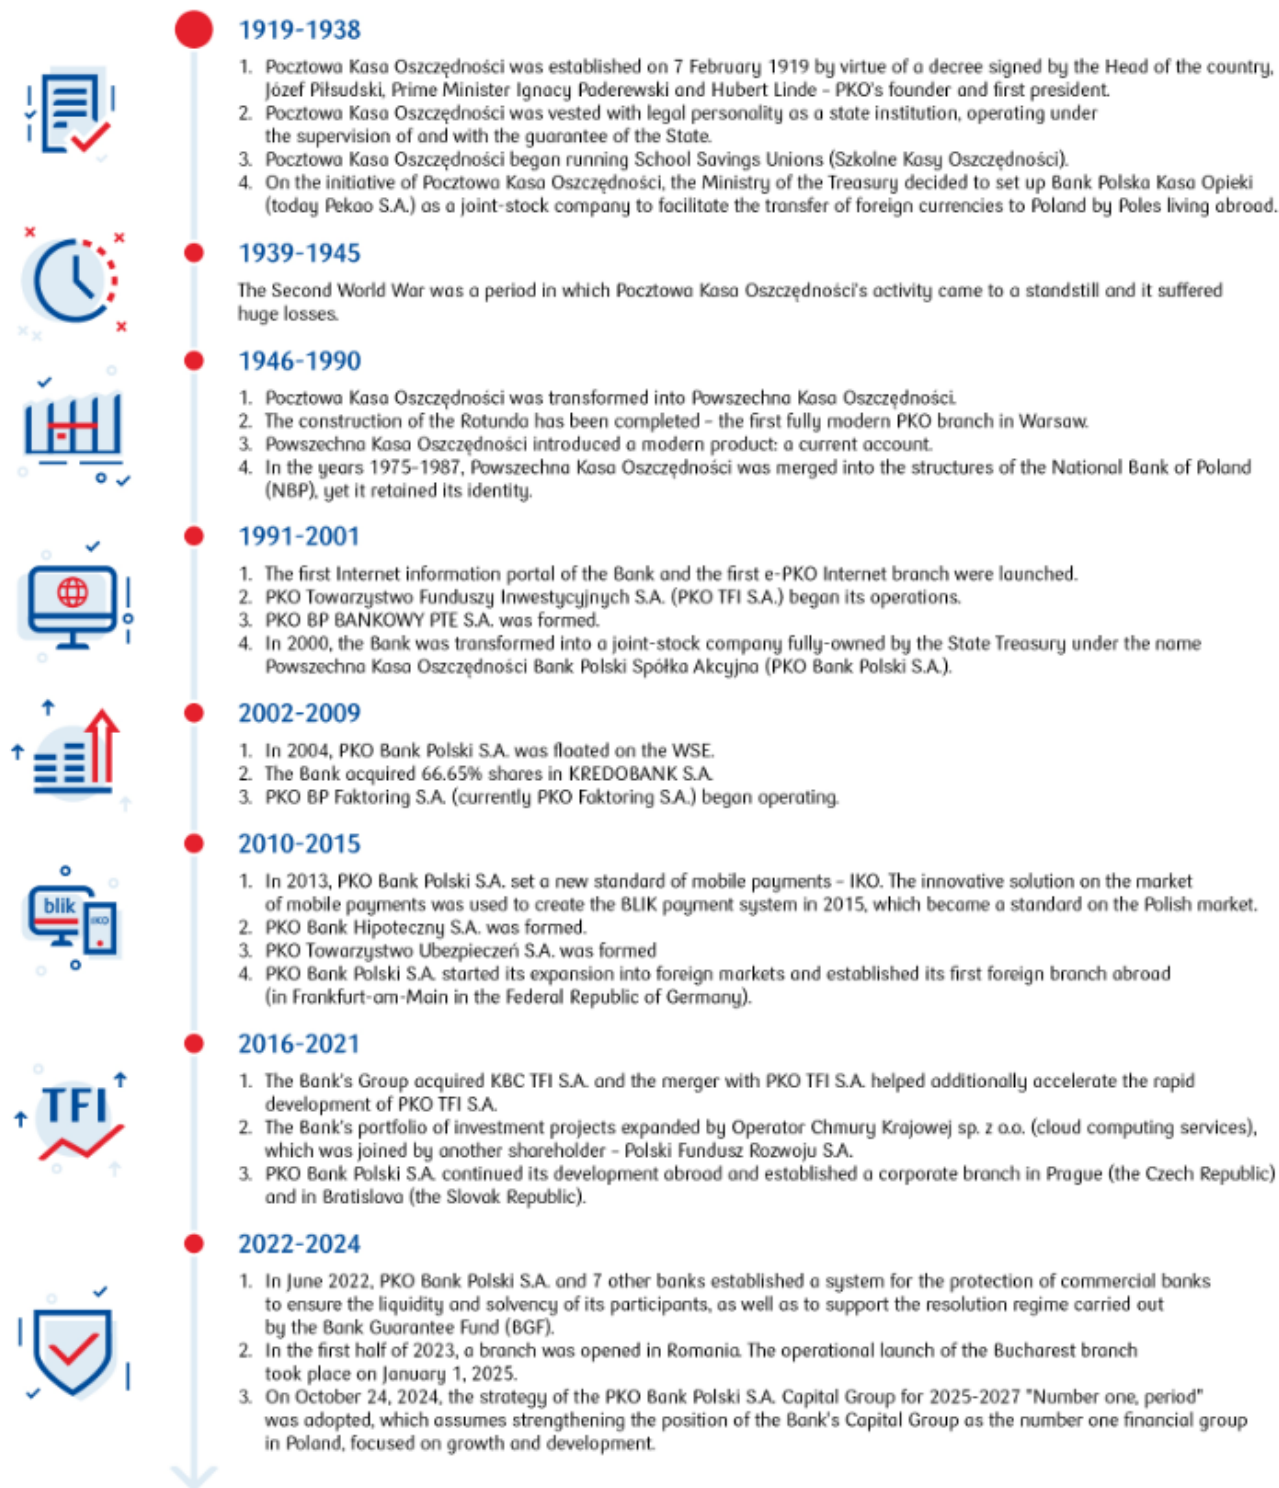 1919-1938
1. Pocztowa Kasa Oszczędności was established on 7 February 1919 by virtue of a decree signed by the Head of the country,
Józef Piłsudski, Prime Minister Ignacy Paderewski and Hubert Linde – PKO's founder and first president.
2. Pocztowa Kasa Oszczędności was vested with legal personality as a state institution, operating under
the supervision of and with the guarantee of the State.
3. Pocztowa Kasa Oszczędności began running School Savings Unions (Szkolne Kasy Oszczędności).
4. On the initiative of Pocztowa Kasa Oszczędności, the Ministry of the Treasury decided to set up Bank Polska Kasa Opieki
(today Pekao S.A.) as a joint-stock company to facilitate the transfer of foreign currencies to Poland by Poles living abroad.
1939-1945
The Second World War was a period in which Pocztowa Kasa Oszczędności's activity came to a standstill and it suffered
huge losses.
1946-1990
1. Pocztowa Kasa Oszczędności was transformed into Powszechna Kasa Oszczędności.
2. The construction of the Rotunda has been completed – the first fully modern PKO branch in Warsaw.
3. Powszechna Kasa Oszczędności introduced a modern product: a current account.
4. In the years 1975-1987, Powszechna Kasa Oszczędności was merged into the structures of the National Bank of Poland
(NBP), yet it retained its identity.
1991-2001
1. The first Internet information portal of the Bank and the first e-PKO Internet branch were launched.
2. PKO Towarzystwo Funduszy Inwestycyjnych S.A. (PKO TFI S.A.) began its operations.
3. PKO BP BANKOWY PTE S.A. was formed.
4. In 2000, the Bank was transformed into a joint-stock company fully-owned by the State Treasury under the name
Powszechna Kasa Oszczędności Bank Polski Spółka Akcyjna (PKO Bank Polski S.A.).
2002-2009
1. In 2004, PKO Bank Polski S.A. was floated on the WSE.
2. The Bank acquired 66.65% shares in KREDOBANK S.A.
3. PKO BP Faktoring S.A. (currently PKO Faktoring S.A.) began operating.
2010-2015
blik
IKO
1. In 2013, PKO Bank Polski S.A. set a new standard of mobile payments – IKO. The innovative solution on the market
of mobile payments was used to create the BLIK payment system in 2015, which became a standard on the Polish market.
2. PKO Bank Hipoteczny S.A. was formed.
3. PKO Towarzystwo Ubezpieczeń S.A. was formed
4. PKO Bank Polski S.A. started its expansion into foreign markets and established its first foreign branch abroad
(in Frankfurt-am-Main in the Federal Republic of Germany).
2016-2021
TFI
1. The Bank's Group acquired KBC TFI S.A. and the merger with PKO TFI S.A. helped additionally accelerate the rapid
development of PKO TFI S.A.
2. The Bank's portfolio of investment projects expanded by Operator Chmury Krajowej sp. z o.o. (cloud computing services),
which was joined by another shareholder – Polski Fundusz Rozwoju S.A.
3. PKO Bank Polski S.A. continued its development abroad and established a corporate branch in Prague (the Czech Republic)
and in Bratislava (the Slovak Republic).
2022-2024
1. In June 2022, PKO Bank Polski S.A. and 7 other banks established a system for the protection of commercial banks
to ensure the liquidity and solvency of its participants, as well as to support the resolution regime carried out
by the Bank Guarantee Fund (BGF).
2. In the first half of 2023, a branch was opened in Romania. The operational launch of the Bucharest branch
took place on January 1, 2025.
3. On October 24, 2024, the strategy of the PKO Bank Polski S.A. Capital Group for 2025-2027 "Number one, period"
was adopted, which assumes strengthening the position of the Bank's Capital Group as the number one financial group
in Poland, focused on growth and development.